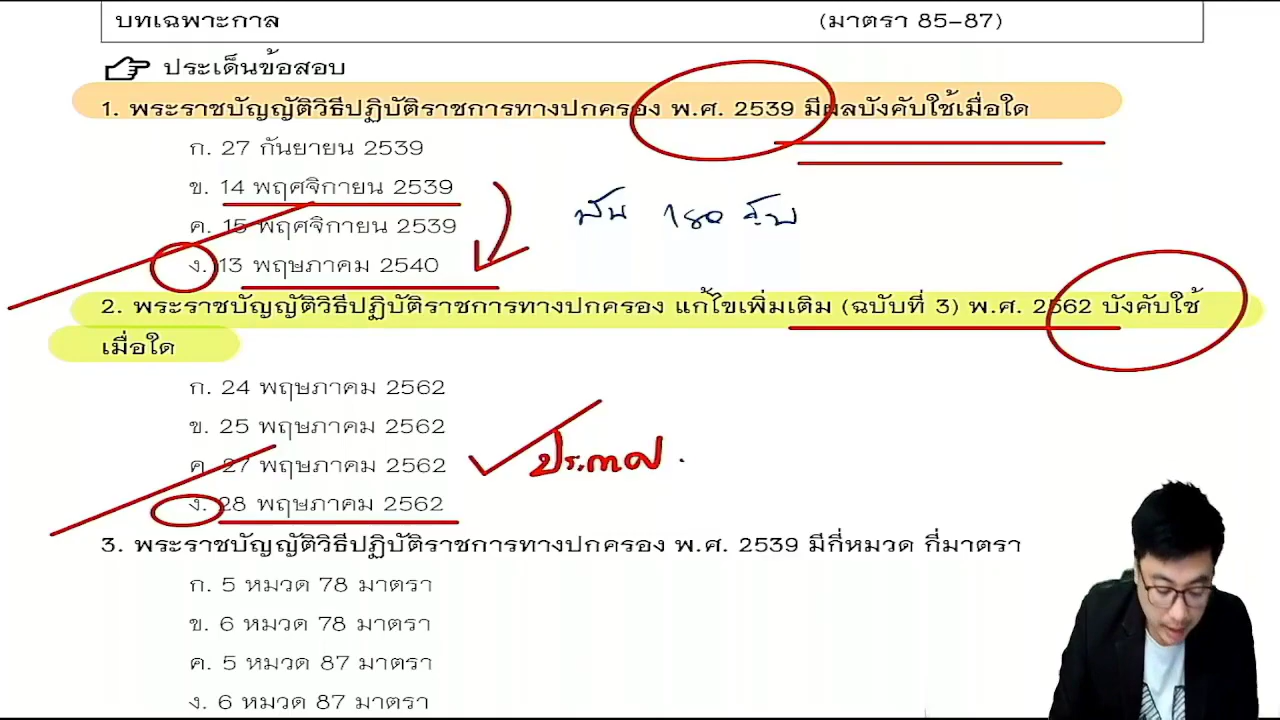 บทเฉพาะกาล (มาตรา 85–87)
ประเด็นข้อสอบ
1. พระราชบัญญัติวิธีปฏิบัติราชการทางปกครอง พ.ศ. 2539 มีผลบังคับใช้เมื่อใด
ก. 27 กันยายน 2539
ข. 14 พฤศจิกายน 2539
ค. 15 พฤศจิกายน 2539
ง. 13 พฤษภาคม 2540
2. พระราชบัญญัติวิธีปฏิบัติราชการทางปกครอง แก้ไขเพิ่มเติม (ฉบับที่ 3) พ.ศ. 2562 บังคับใช้
เมื่อใด
ก. 24 พฤษภาคม 2562
ข. 25 พฤษภาคม 2562
ค. 27 พฤษภาคม 2562
ง. 28 พฤษภาคม 2562
3. พระราชบัญญัติวิธีปฏิบัติราชการทางปกครอง พ.ศ. 2539 มีกี่หมวด กี่มาตรา
ก. 5 หมวด 78 มาตรา
ข. 6 หมวด 78 มาตรา
ค. 5 หมวด 87 มาตรา
ง. 6 หมวด 87 มาตรา